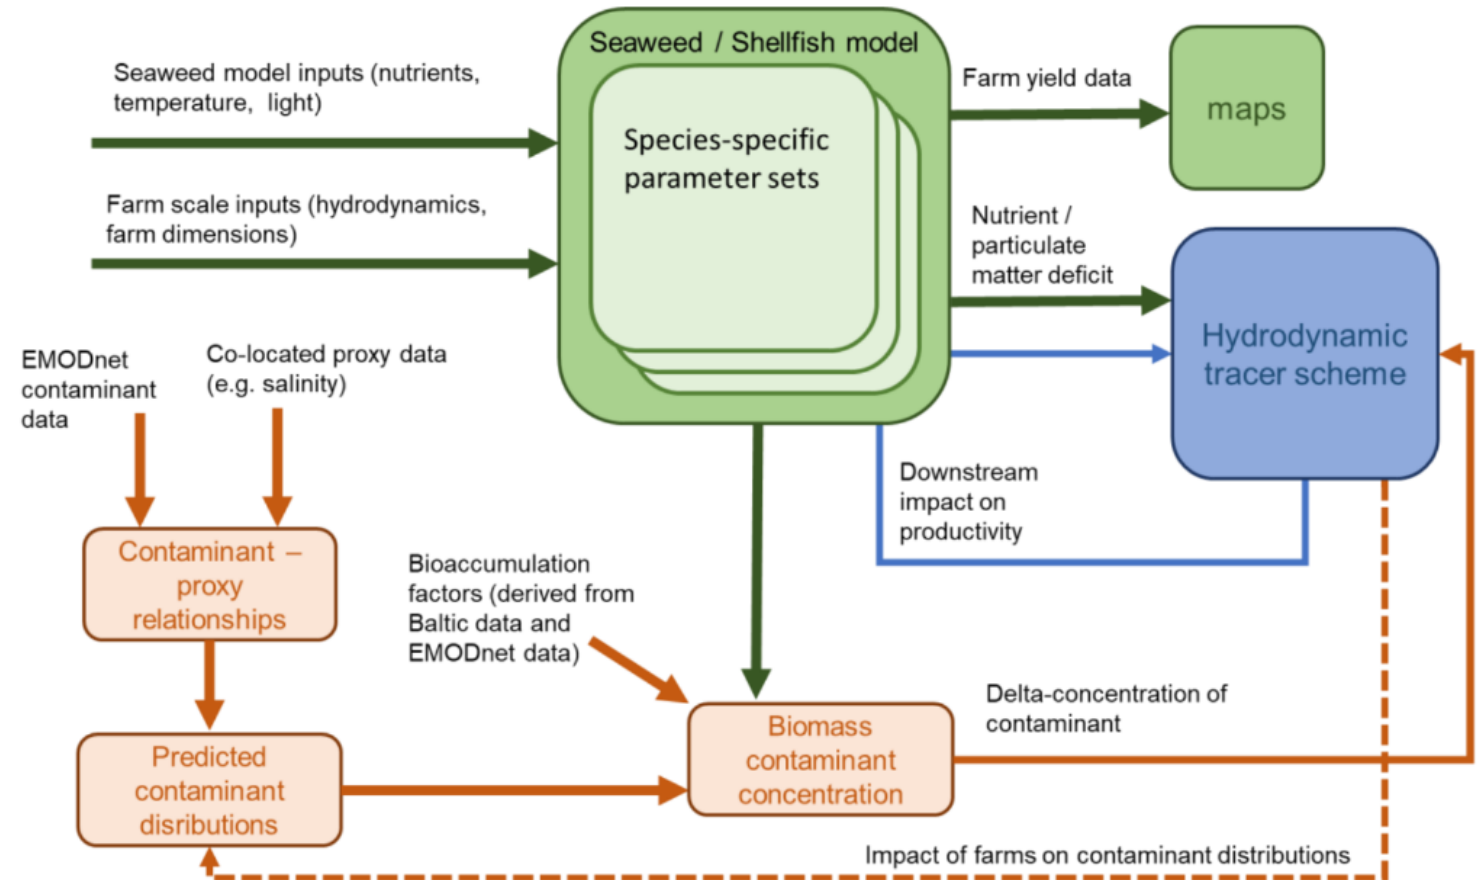 Seaweed / Shellfish model
Species-specific
parameter sets
Seaweed model inputs (nutrients,
temperature, light)
Farm scale inputs (hydrodynamics,
farm dimensions)
Farm yield data
maps
Nutrient /
particulate
matter deficit
Hydrodynamic
tracer scheme
Downstream
impact on
productivity
EMODnet
contaminant
data
Co-located proxy data
(e.g. salinity)
Contaminant –
proxy
relationships
Bioaccumulation
factors (derived from
Baltic data and
EMODnet data)
Predicted
contaminant
disributions
Biomass
contaminant
concentration
Delta-concentration of
contaminant
Impact of farms on contaminant distributions